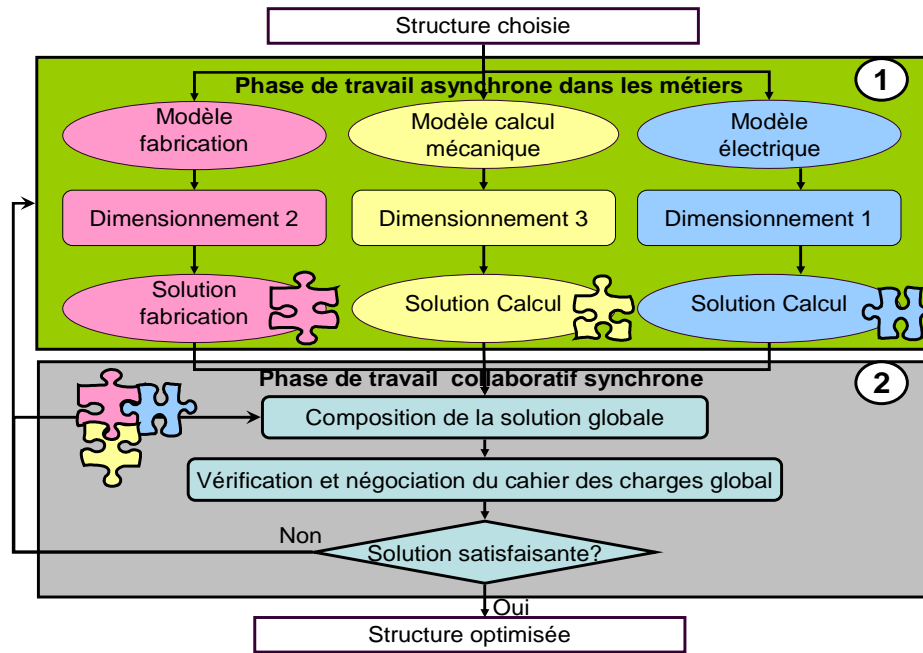 Structure choisie
1
Phase de travail asynchrone dans les métiers
Modèle
fabrication
Modèle calcul
mécanique
Modèle
électrique
Dimensionnement 2
Dimensionnement 3
Dimensionnement 1
Solution
fabrication
Solution Calcul
Solution Calcul
Phase de travail collaboratif synchrone
2
Composition de la solution globale
Vérification et négociation du cahier des charges global
Non
Solution satisfaisante?
Oui
Structure optimisée